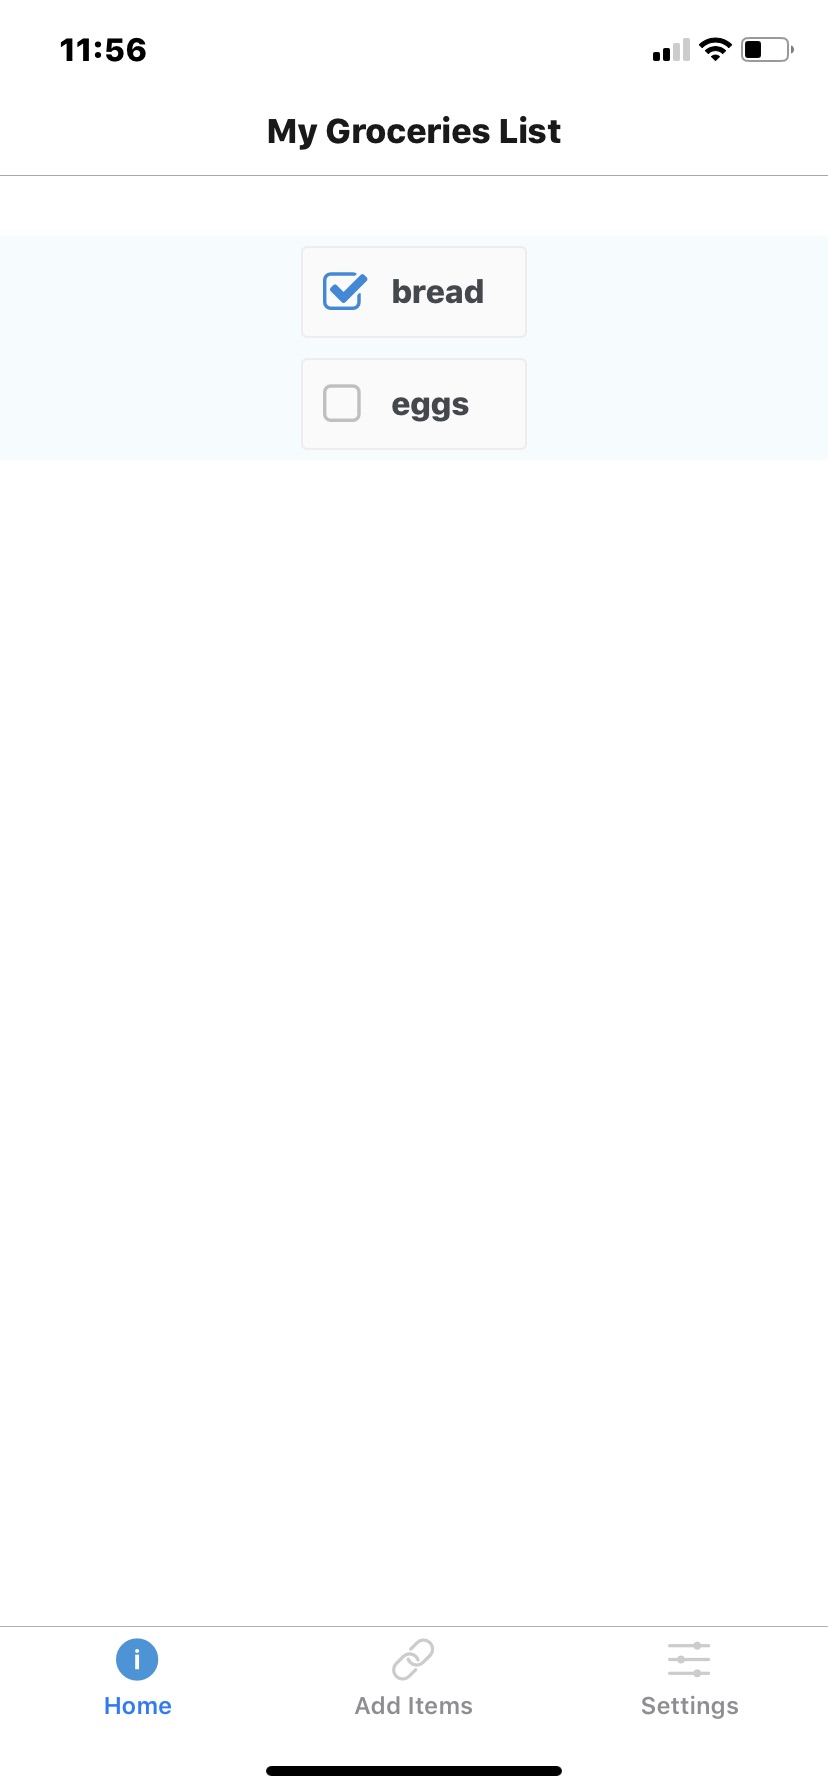 11:56
My Groceries List
bread
eggs
Home
Add Items
Settings